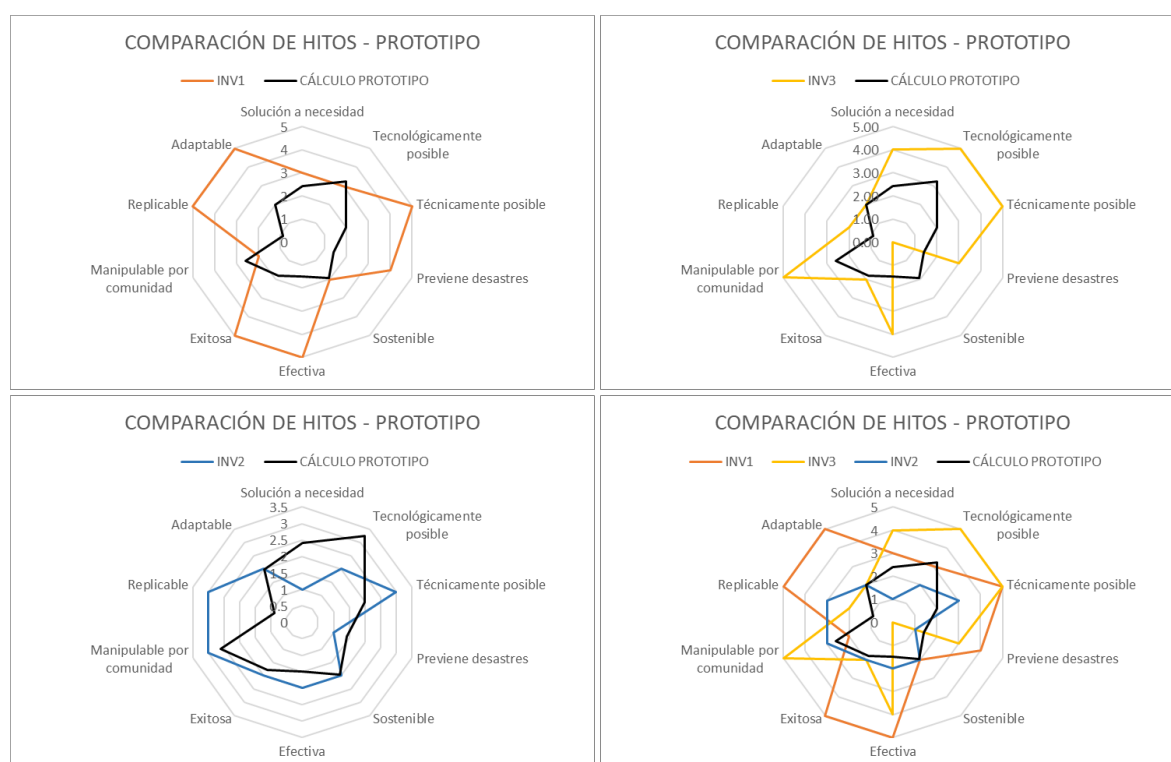 COMPARACIÓN DE HITOS - PROTOTIPO
INV1 CÁLCULO PROTOTIPO
Solución a necesidad
Tecnológicamente
posible
Técnicamente posible
Previene desastres
Sostenible
Efectiva
Exitosa
Manipulable por
comunidad
Replicable
Adaptable
5
4
3
2
1
0
COMPARACIÓN DE HITOS - PROTOTIPO
INV3 CÁLCULO PROTOTIPO
Solución a necesidad
Tecnológicamente
posible
Técnicamente posible
Previene desastres
Sostenible
Efectiva
Exitosa
Manipulable por
comunidad
Replicable
Adaptable
5.00
4.00
3.00
2.00
1.00
0.00
COMPARACIÓN DE HITOS - PROTOTIPO
INV2 CÁLCULO PROTOTIPO
Solución a necesidad
Tecnológicamente
posible
Técnicamente posible
Previene desastres
Sostenible
Efectiva
Exitosa
Manipulable por
comunidad
Replicable
Adaptable
3.5
3
2.5
2
1.5
1
0.5
0
COMPARACIÓN DE HITOS - PROTOTIPO
INV1 INV3 INV2 CÁLCULO PROTOTIPO
Solución a necesidad
Tecnológicamente
posible
Técnicamente posible
Previene desastres
Sostenible
Efectiva
Exitosa
Manipulable por
comunidad
Replicable
Adaptable
5
4
3
2
1
0